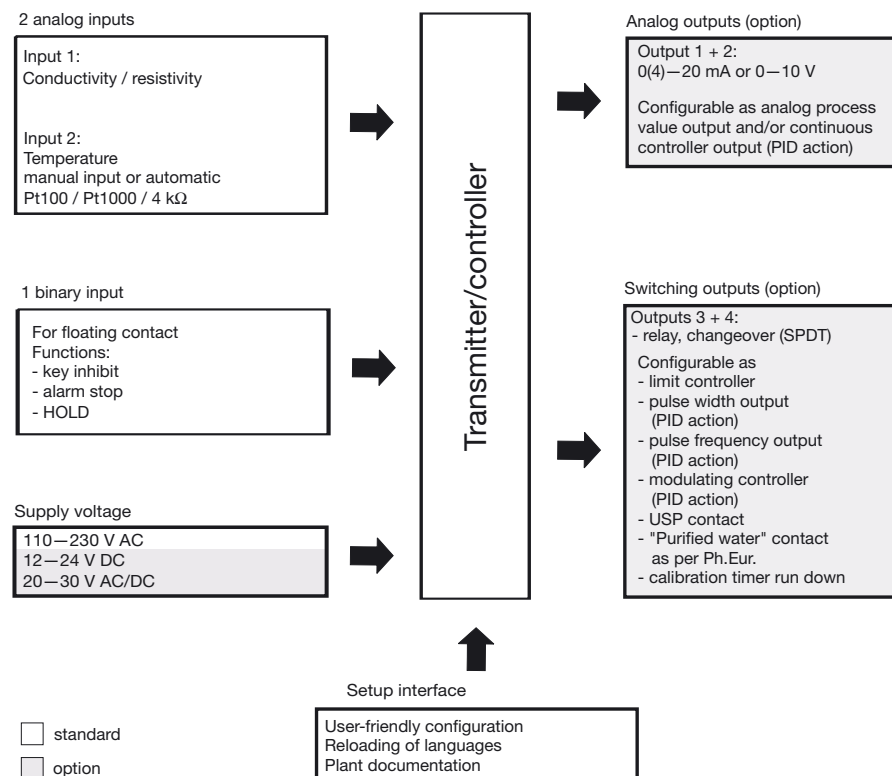 2 analog inputs
Input 1:
Conductivity / resistivity
Input 2:
Temperature
manual input or automatic
Pt100 / Pt1000 / 4 kΩ
1 binary input
For floating contact
Functions:
- key inhibit
- alarm stop
- HOLD
Supply voltage
110—230 V AC
12—24 V DC
20—30 V AC/DC
Transmitter/controller
Analog outputs (option)
Output 1 + 2:
0(4)—20 mA or 0—10 V
Configurable as analog process
value output and/or continuous
controller output (PID action)
Switching outputs (option)
Outputs 3 + 4:
- relay, changeover (SPDT)
Configurable as
- limit controller
- pulse width output
(PID action)
- pulse frequency output
(PID action)
- modulating controller
(PID action)
- USP contact
- "Purified water" contact
as per Ph.Eur.
- calibration timer run down
Setup interface
User-friendly configuration
Reloading of languages
Plant documentation
standard
option